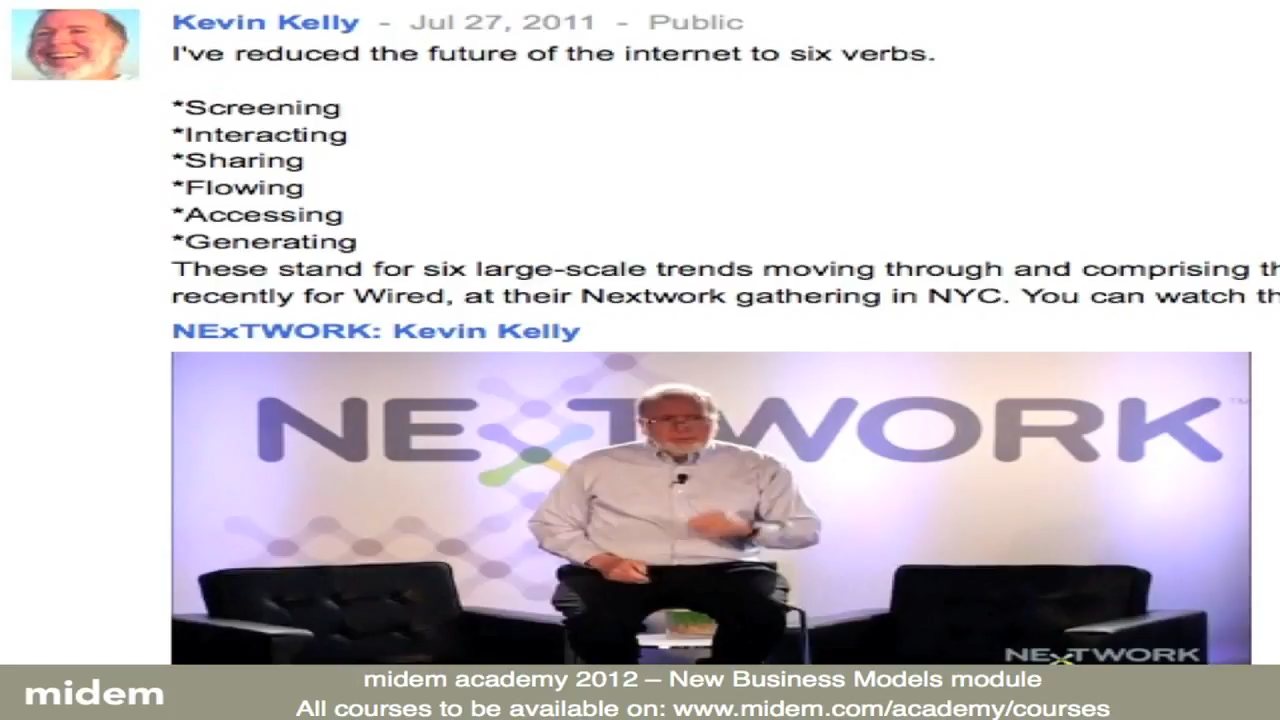 Kevin Kelly - Jul 27, 2011 - Public
I've reduced the future of the internet to six verbs.
*Screening
*Interacting
*Sharing
*Flowing
*Accessing
*Generating
These stand for six large-scale trends moving through and comprising th
recently for Wired, at their Nextwork gathering in NYC. You can watch th
NExTWORK: Kevin Kelly
NEXTWORK™
NEXTWORK
midem
midem academy 2012 – New Business Models module
All courses to be available on: www.midem.com/academy/courses